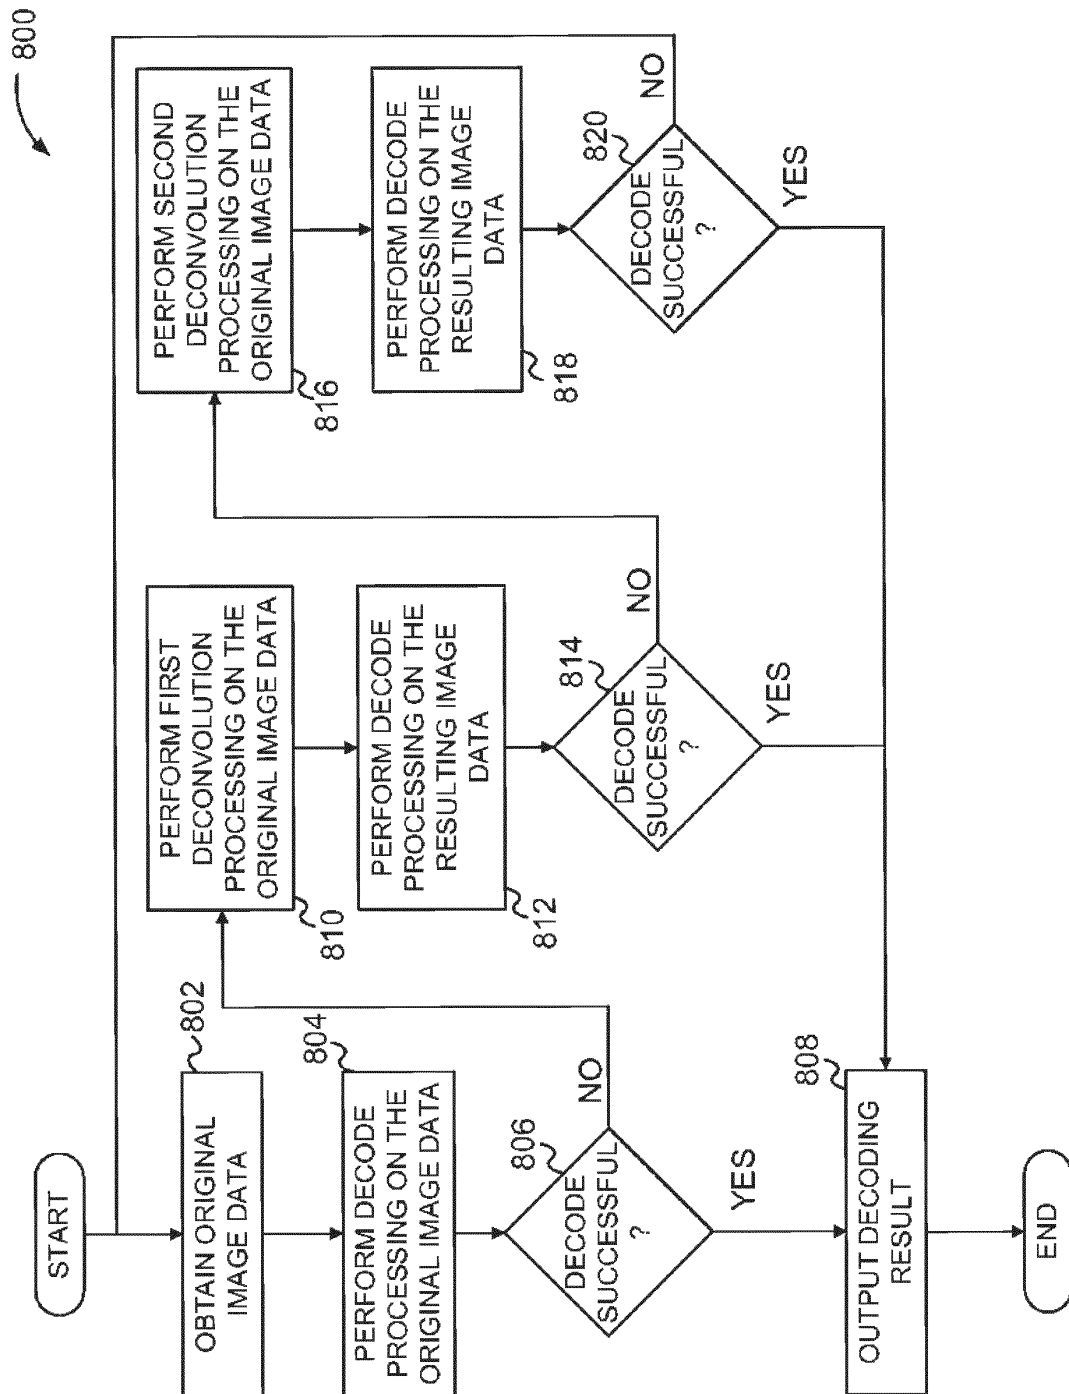 800
START
802
OBTAIN ORIGINAL
IMAGE DATA
804
PERFORM DECODE
PROCESSING ON THE
ORIGINAL IMAGE DATA
806
DECODE
SUCCESSFUL
?
NO
YES
808
OUTPUT DECODING
RESULT
END
PERFORM FIRST
DECONVOLUTION
PROCESSING ON THE
ORIGINAL IMAGE DATA
810
PERFORM DECODE
PROCESSING ON THE
RESULTING IMAGE
DATA
812
814
DECODE
SUCCESSFUL
?
NO
YES
PERFORM SECOND
DECONVOLUTION
PROCESSING ON THE
ORIGINAL IMAGE DATA
816
PERFORM DECODE
PROCESSING ON THE
RESULTING IMAGE
DATA
818
820
DECODE
SUCCESSFUL
?
NO
YES